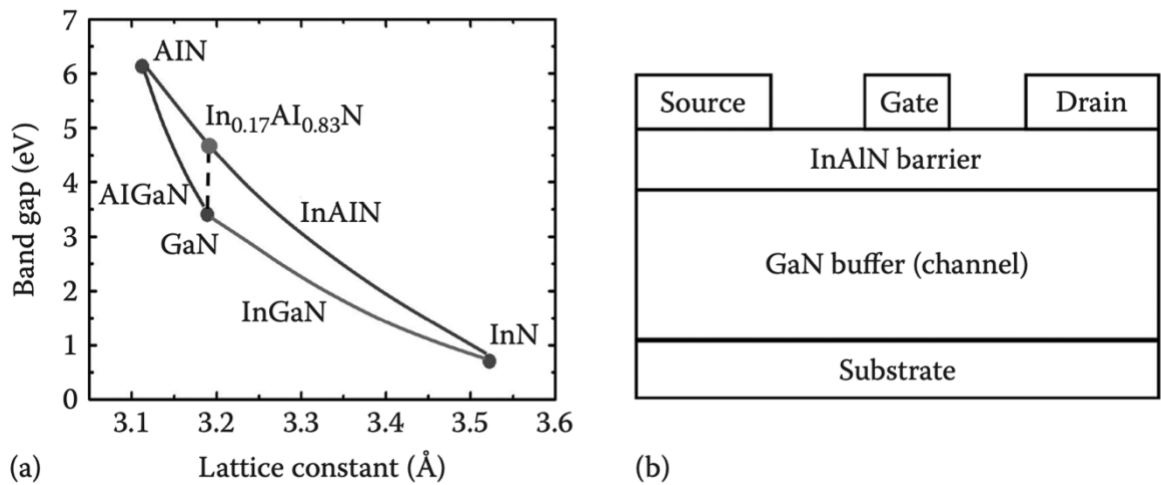 7
6
5
4
3
2
1
0
Band gap (eV)
AlN
In0.17Al0.83N
AlGaN
GaN
InAlN
InGaN
InN
3.1 3.2 3.3 3.4 3.5 3.6
Lattice constant (Å)
(a)
Source Gate Drain
InAlN barrier
GaN buffer (channel)
Substrate
(b)